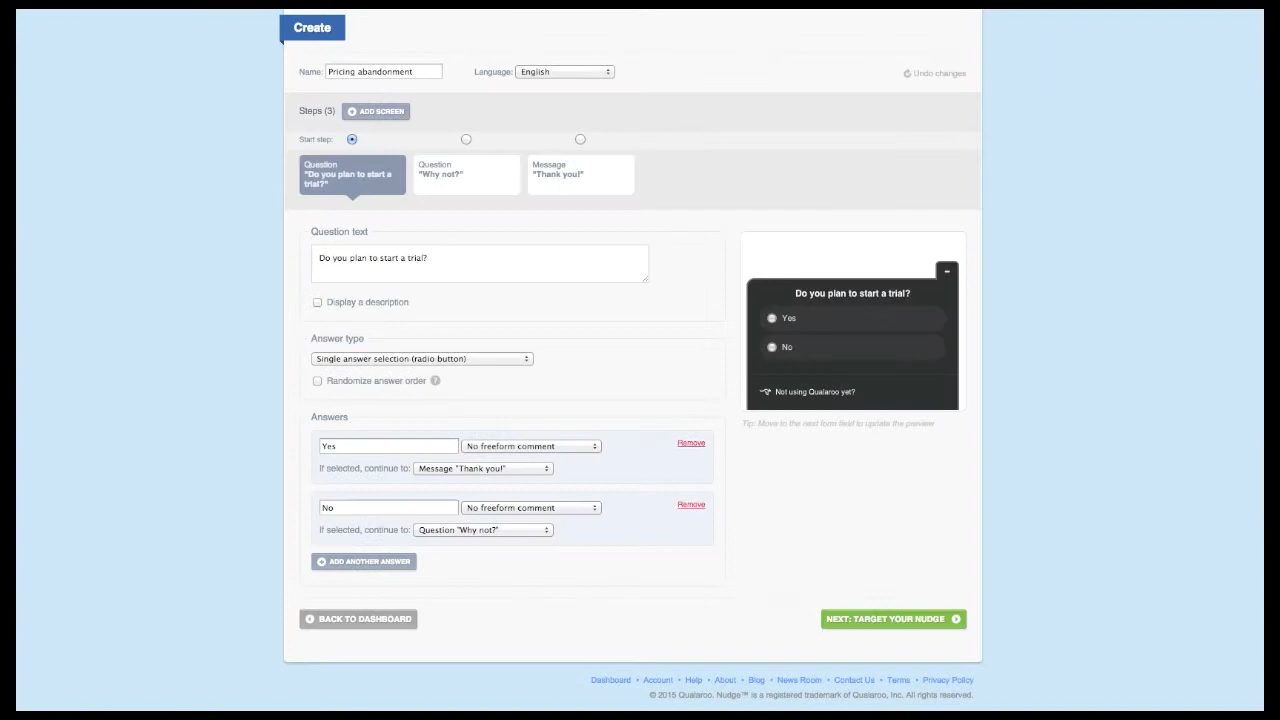 Create
Name: Pricing abandonment Language: English Undo changes
Steps (3) ADD SCREEN
Start step:
Question
"Do you plan to start a
trial?"
Question
"Why not?"
Message
"Thank you!"
Question text
Do you plan to start a trial?
Display a description
Answer type
Single answer selection (radio button)
Randomize answer order ?
Answers
Yes No freeform comment Remove
If selected, continue to: Message "Thank you!"
No No freeform comment Remove
If selected, continue to: Question "Why not?"
ADD ANOTHER ANSWER
Do you plan to start a trial?
Yes
No
Not using Qualaroo yet?
Tip: Move to the next form field to update the preview
BACK TO DASHBOARD
NEXT: TARGET YOUR NUDGE
Dashboard • Account • Help • About • Blog • News Room • Contact Us • Terms • Privacy Policy
© 2015 Qualaroo. Nudge™ is a registered trademark of Qualaroo, Inc. All rights reserved.